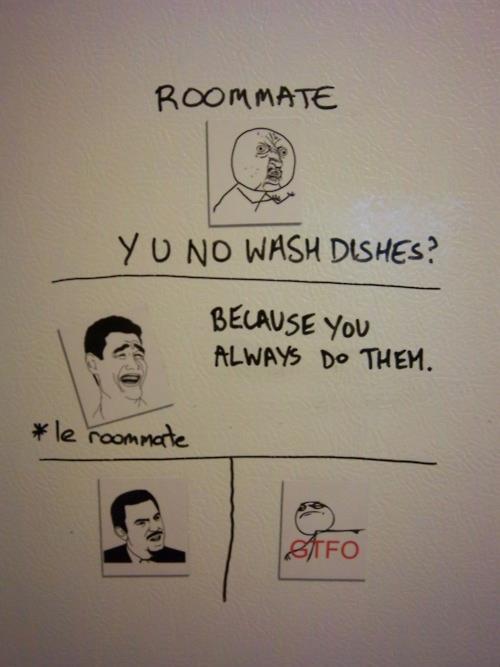 ROOMMATE
Y U NO WASH DISHES?
BECAUSE YOU
ALWAYS DO THEM.
*le roommate
GTFO